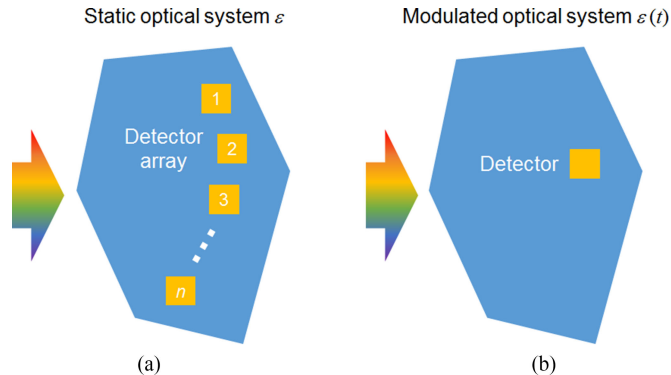 Static optical system ε
Modulated optical system ε(t)
Detector
array
1
2
3
n
Detector
(a)
(b)